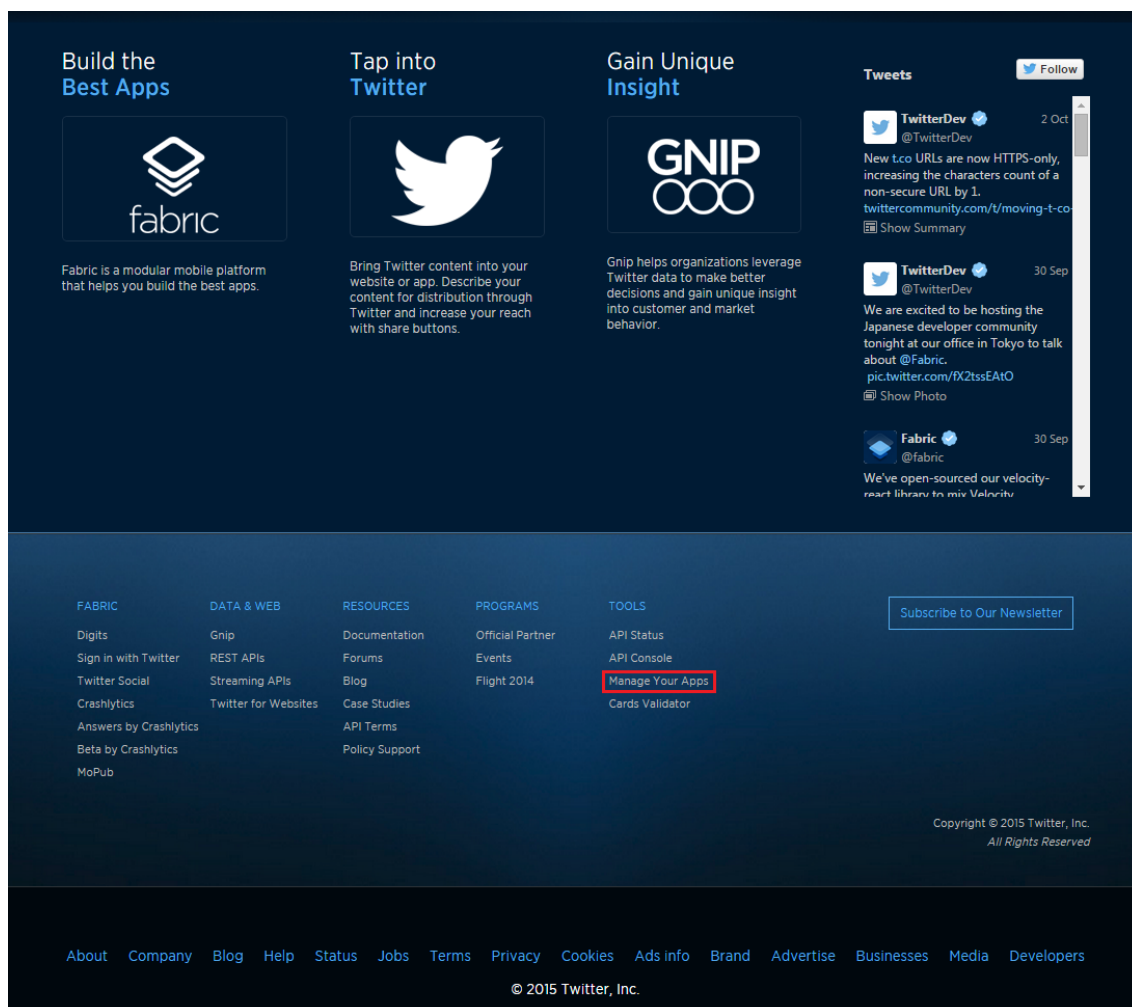 Build the
Best Apps
fabric
Fabric is a modular mobile platform
that helps you build the best apps.
Tap into
Twitter
Bring Twitter content into your
website or app. Describe your
content for distribution through
Twitter and increase your reach
with share buttons.
Gain Unique
Insight
GNIP
Gnip helps organizations leverage
Twitter data to make better
decisions and gain unique insight
into customer and market
behavior.
Tweets
Follow
TwitterDev 2 Oct
@TwitterDev
New t.co URLs are now HTTPS-only,
increasing the characters count of a
non-secure URL by 1.
twittercommunity.com/t/moving-t-co-
Show Summary
TwitterDev 30 Sep
@TwitterDev
We are excited to be hosting the
Japanese developer community
tonight at our office in Tokyo to talk
about @Fabric.
pic.twitter.com/fX2tssEAtO
Show Photo
Fabric 30 Sep
@fabric
We've open-sourced our velocity-
react library to mix Velocity
FABRIC
Digits
Sign in with Twitter
Twitter Social
Crashlytics
Answers by Crashlytics
Beta by Crashlytics
MoPub
DATA & WEB
Gnip
REST APIs
Streaming APIs
Twitter for Websites
RESOURCES
Documentation
Forums
Blog
Case Studies
API Terms
Policy Support
PROGRAMS
Official Partner
Events
Flight 2014
TOOLS
API Status
API Console
Manage Your Apps
Cards Validator
Subscribe to Our Newsletter
Copyright © 2015 Twitter, Inc.
All Rights Reserved
About Company Blog Help Status Jobs Terms Privacy Cookies Ads info Brand Advertise Businesses Media Developers
© 2015 Twitter, Inc.